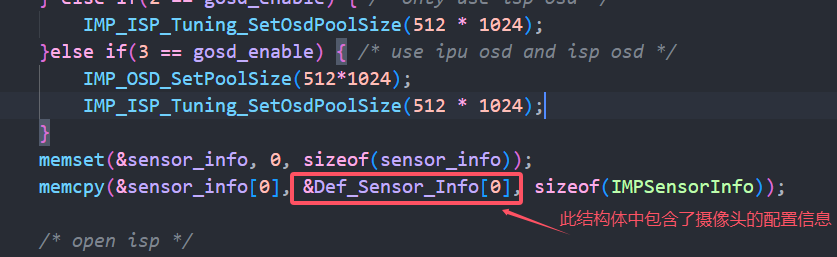 } else if(2 == gosd_enable) { /* only use isp osd */
IMP_ISP_Tuning_SetOsdPoolSize(512 * 1024);
}else if(3 == gosd_enable) { /* use ipu osd and isp osd */
IMP_OSD_SetPoolSize(512*1024);
IMP_ISP_Tuning_SetOsdPoolSize(512 * 1024);
}
memset(&sensor_info, 0, sizeof(sensor_info));
memcpy(&sensor_info[0], &Def_Sensor_Info[0], sizeof(IMPSensorInfo));
此结构体中包含了摄像头的配置信息
/* open isp */